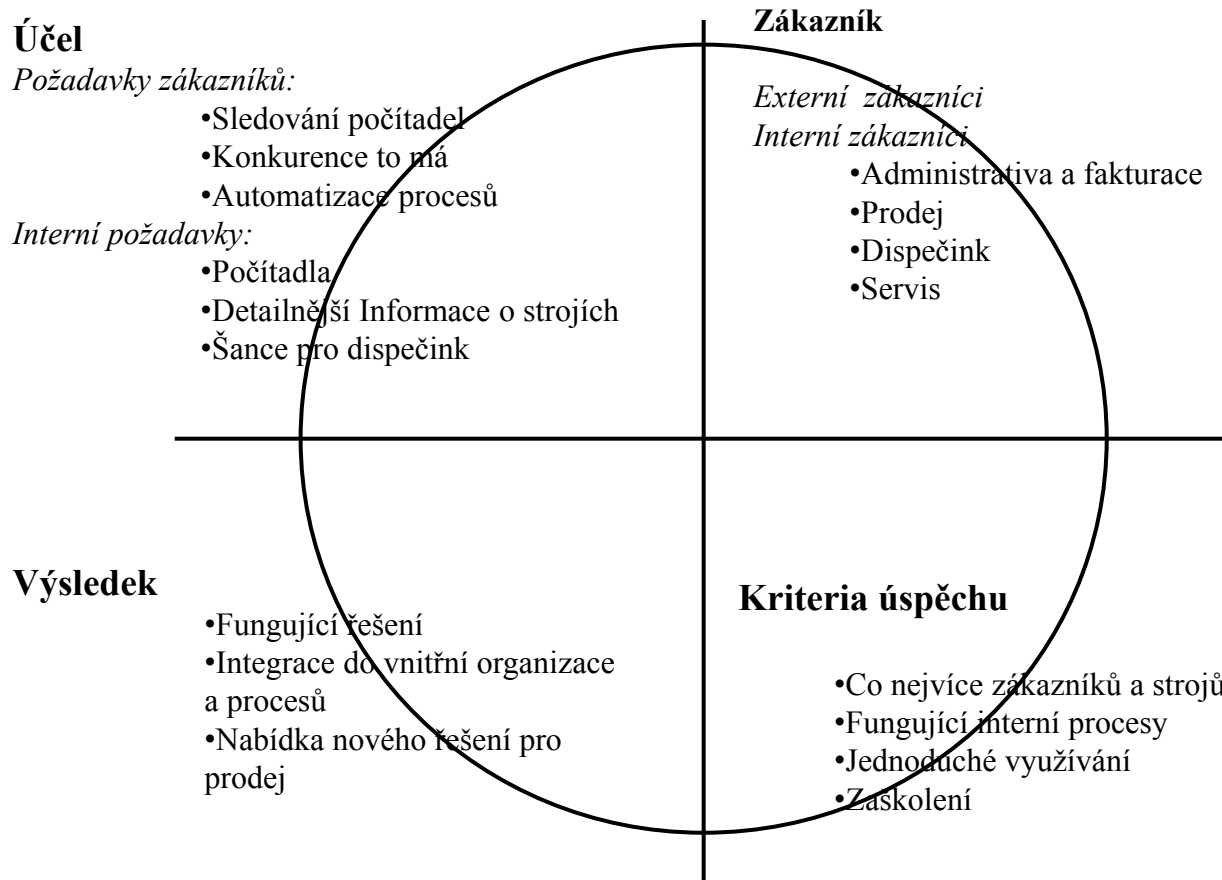 Účel
Požadavky zákazníků:
•Sledování počítadel
•Konkurence to má
•Automatizace procesů
Interní požadavky:
•Počítadla
•Detailnější Informace o strojích
•Šance pro dispečink
Zákazník
Externí zákazníci
Interní zákazníci
•Administrativa a fakturace
•Prodej
•Dispečink
•Servis
Výsledek
•Fungující řešení
•Integrace do vnitřní organizace
a procesů
•Nabídka nového řešení pro
prodej
Kriteria úspěchu
•Co nejvíce zákazníků a strojů
•Fungující interní procesy
•Jednoduché využívání
•Zaškolení